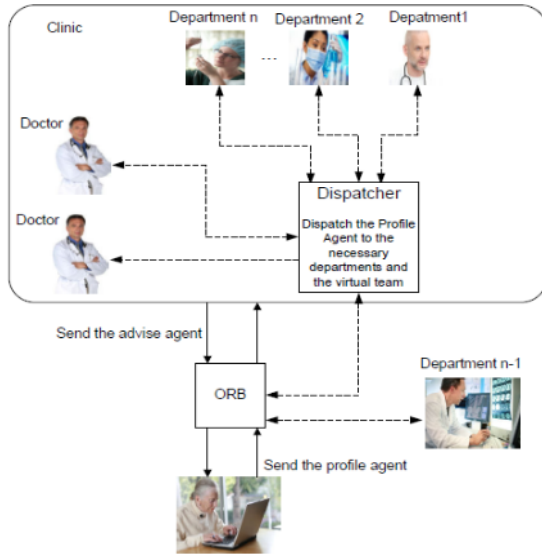 Clinic
Department n
...
Department 2
Depatment1
Doctor
Doctor
Dispatcher
Dispatch the Profile
Agent to the
necessary
departments and
the virtual team
Send the advise agent
ORB
Department n-1
Send the profile agent